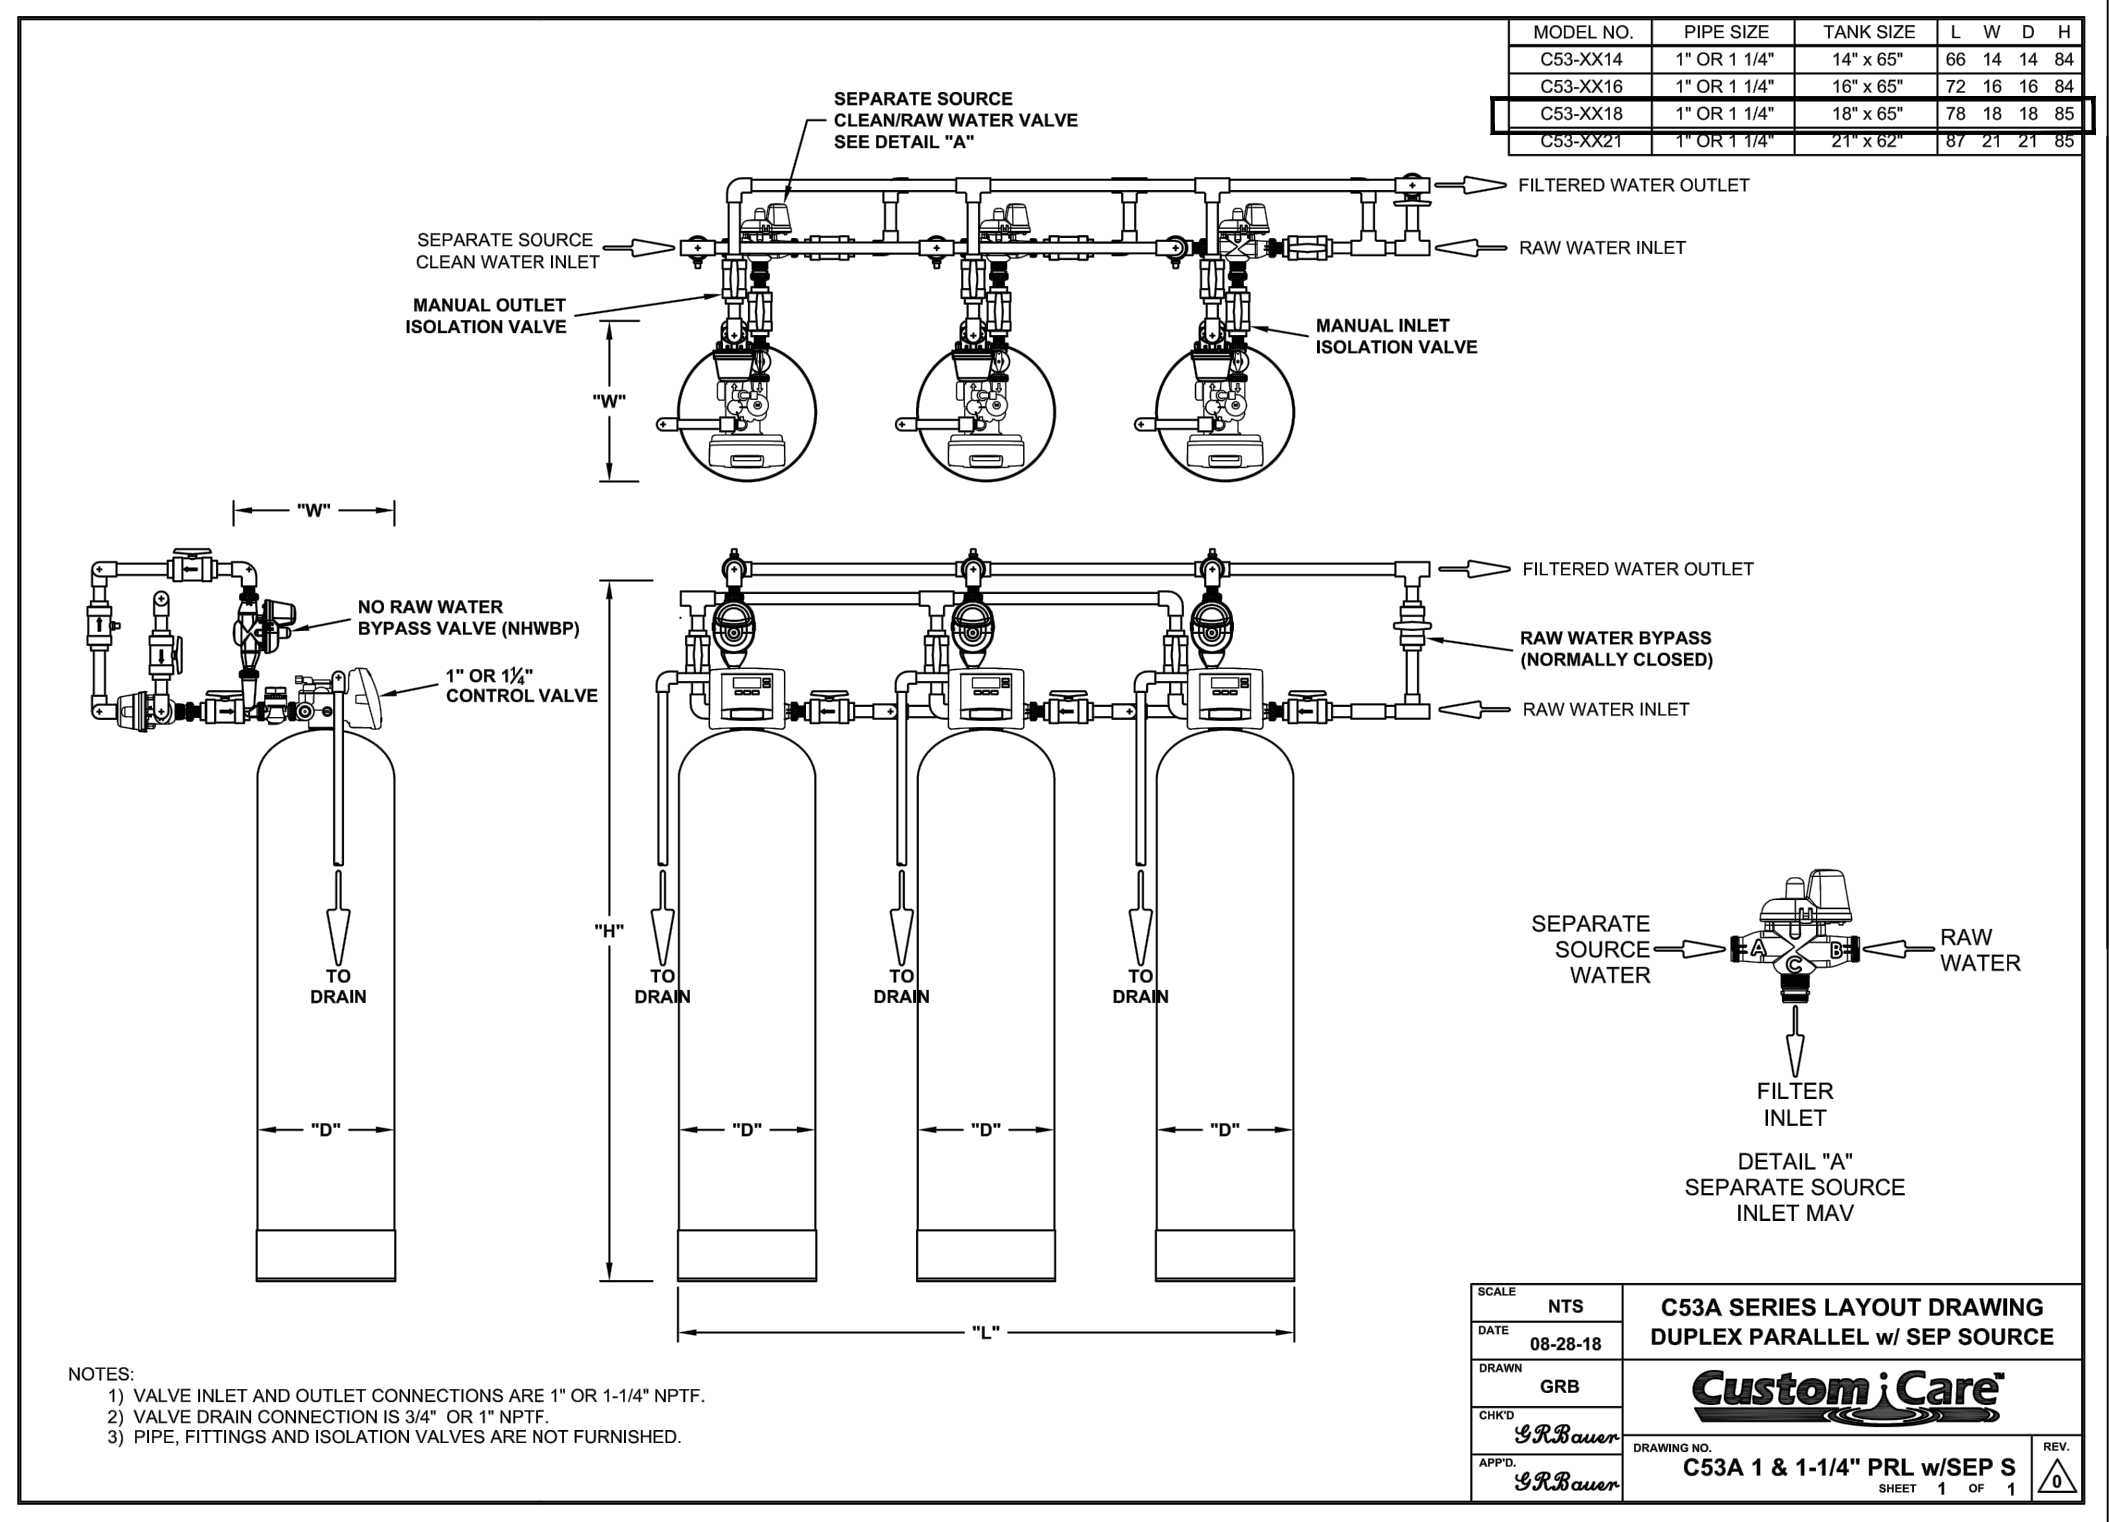 MODEL NO. PIPE SIZE TANK SIZE L W D H
C53-XX14 1" OR 1 1/4" 14" x 65" 66 14 14 84
C53-XX16 1" OR 1 1/4" 16" x 65" 72 16 16 84
C53-XX18 1" OR 1 1/4" 18" x 65" 78 18 18 85
C53-XX21 1" OR 1 1/4" 21" x 62" 87 21 21 85
SEPARATE SOURCE
CLEAN/RAW WATER VALVE
SEE DETAIL "A"
FILTERED WATER OUTLET
SEPARATE SOURCE
CLEAN WATER INLET
RAW WATER INLET
MANUAL OUTLET
ISOLATION VALVE
MANUAL INLET
ISOLATION VALVE
"W"
"W"
NO RAW WATER
BYPASS VALVE (NHWBP)
1" OR 1¼"
CONTROL VALVE
FILTERED WATER OUTLET
RAW WATER BYPASS
(NORMALLY CLOSED)
RAW WATER INLET
"H"
TO
DRAIN
TO
DRAIN
TO
DRAIN
TO
DRAIN
"D"
"D"
"D"
"D"
"L"
SEPARATE
SOURCE
WATER
A
B
C
RAW
WATER
FILTER
INLET
DETAIL "A"
SEPARATE SOURCE
INLET MAV
NOTES:
1) VALVE INLET AND OUTLET CONNECTIONS ARE 1" OR 1-1/4" NPTF.
2) VALVE DRAIN CONNECTION IS 3/4" OR 1" NPTF.
3) PIPE, FITTINGS AND ISOLATION VALVES ARE NOT FURNISHED.
SCALE
NTS
DATE
08-28-18
DRAWN
GRB
CHK'D
GRBauer
APP'D.
GRBauer
C53A SERIES LAYOUT DRAWING
DUPLEX PARALLEL w/ SEP SOURCE
Custom Care™
DRAWING NO.
C53A 1 & 1-1/4" PRL w/SEP S
SHEET 1 OF 1
REV.
0